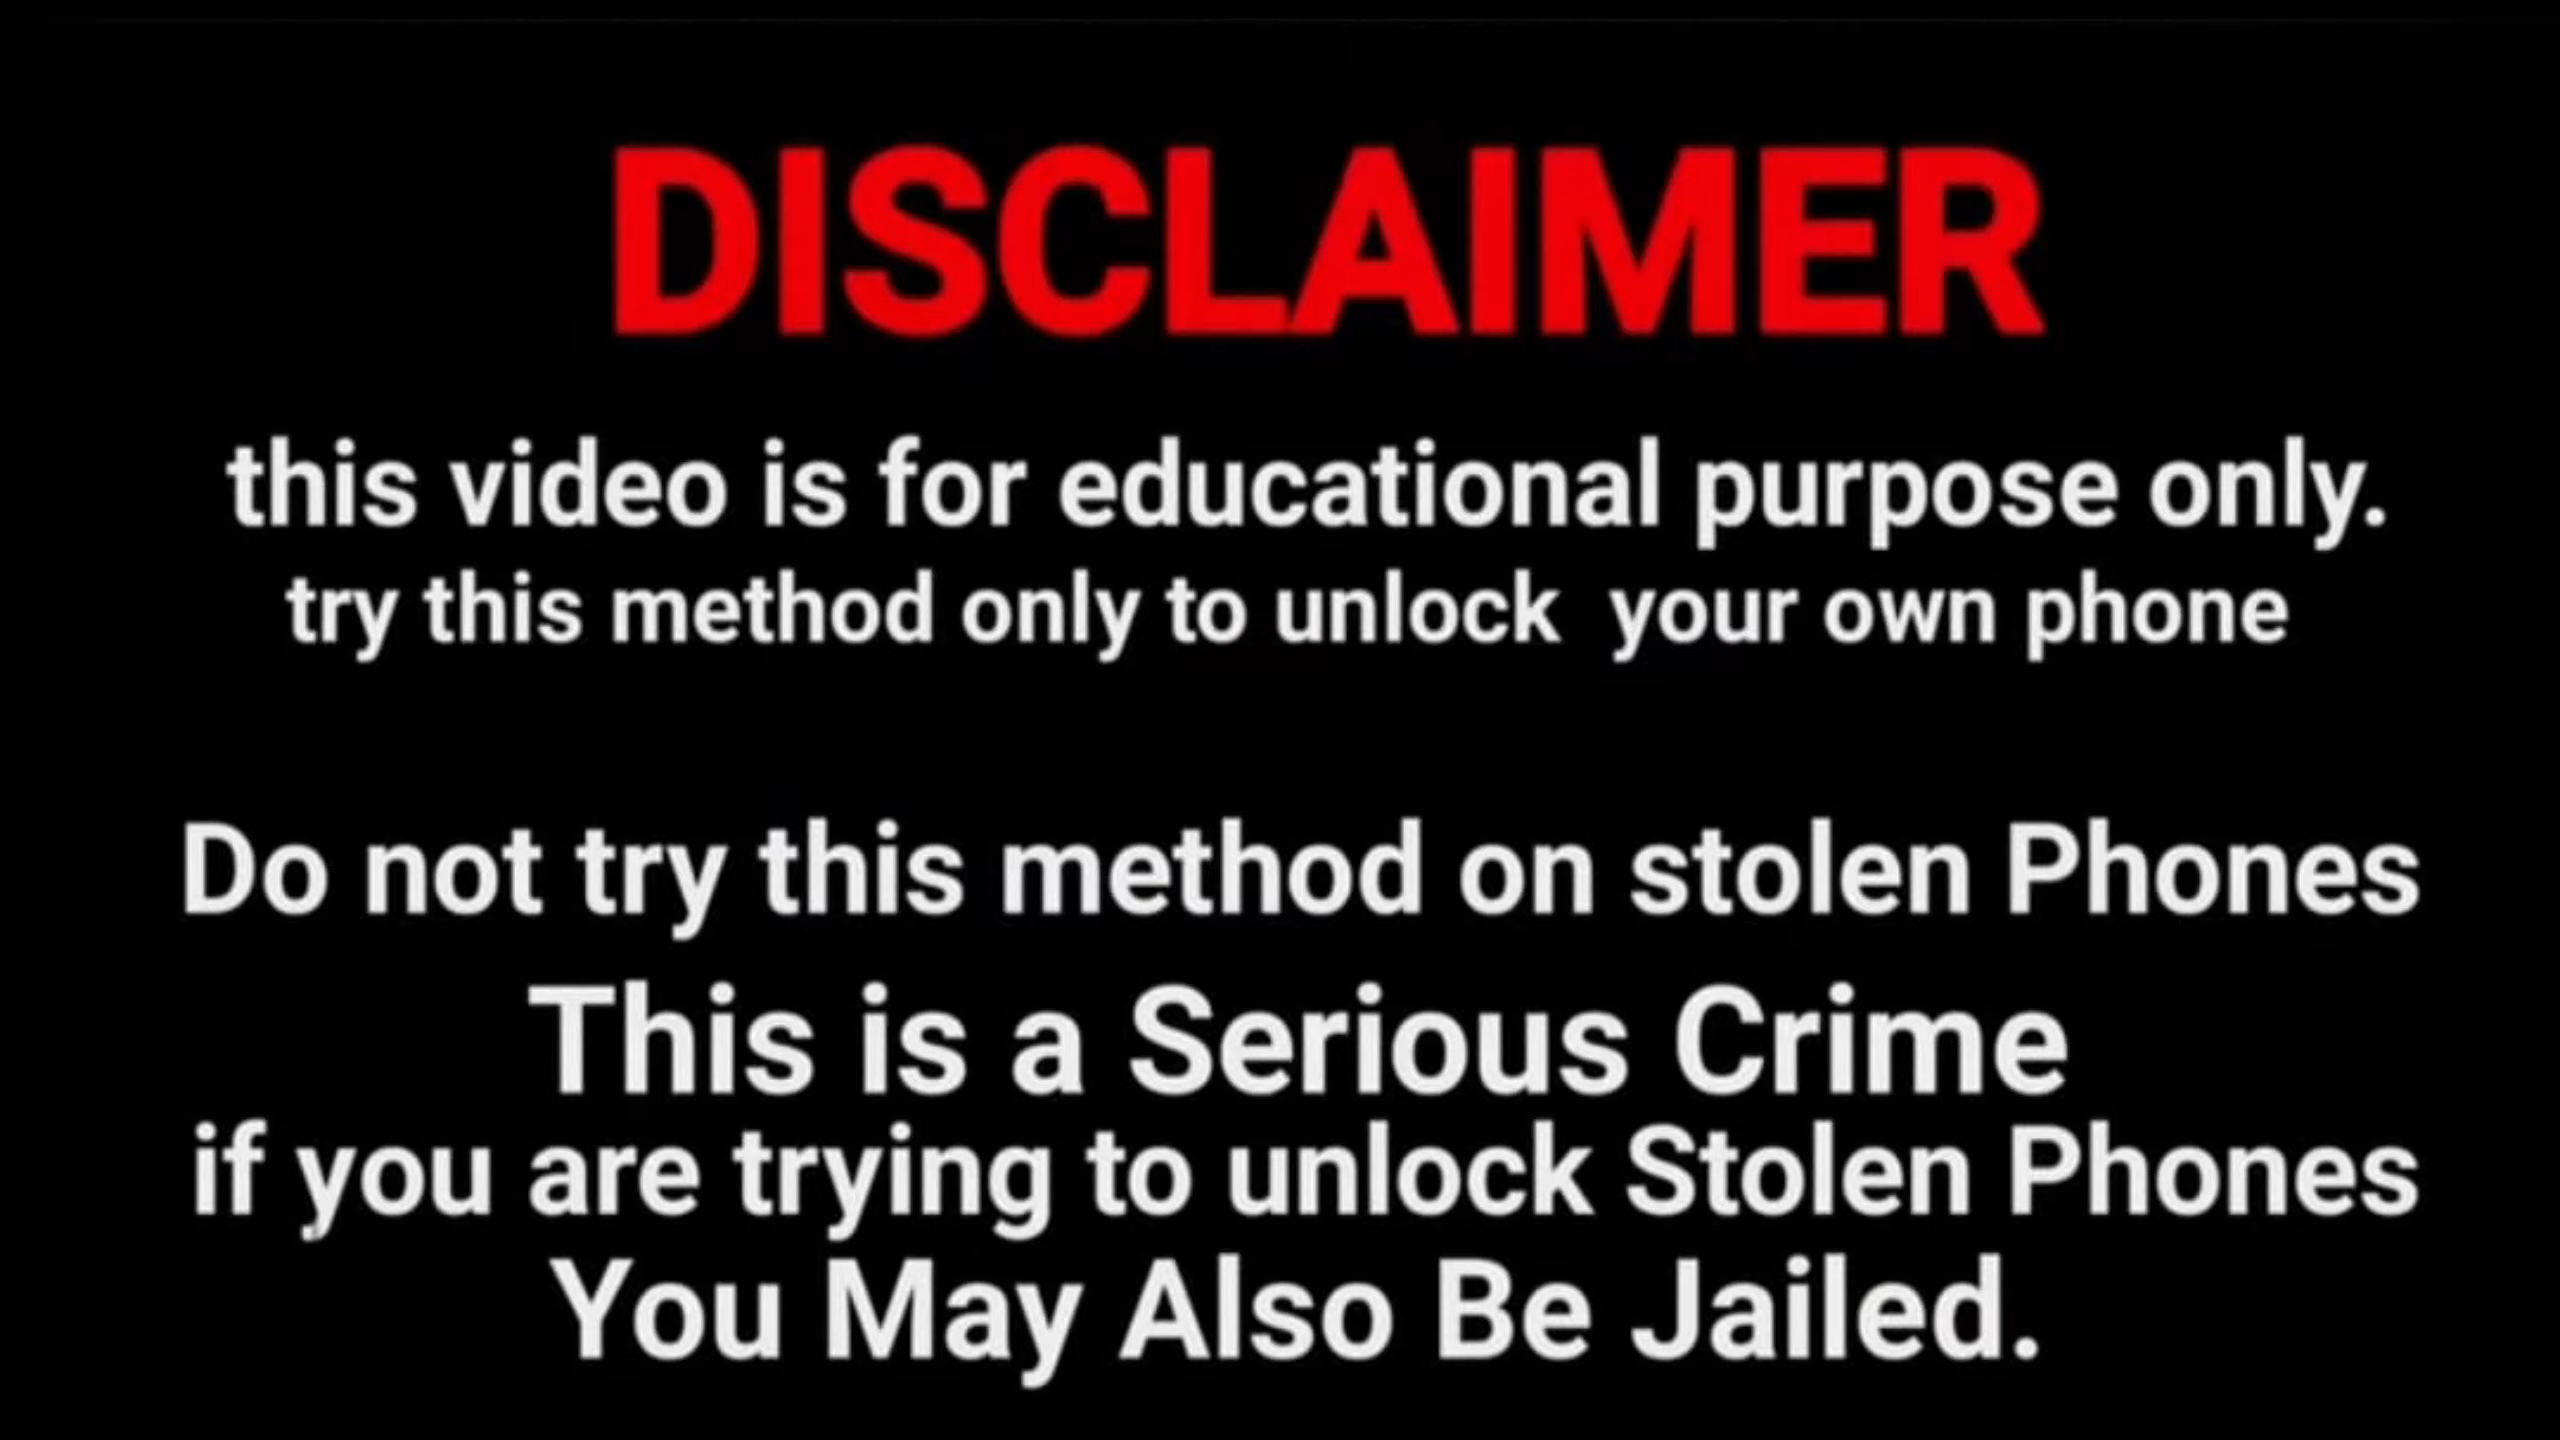 DISCLAIMER
this video is for educational purpose only.
try this method only to unlock  your own phone
Do not try this method on stolen Phones
This is a Serious Crime
if you are trying to unlock Stolen Phones
You May Also Be Jailed.